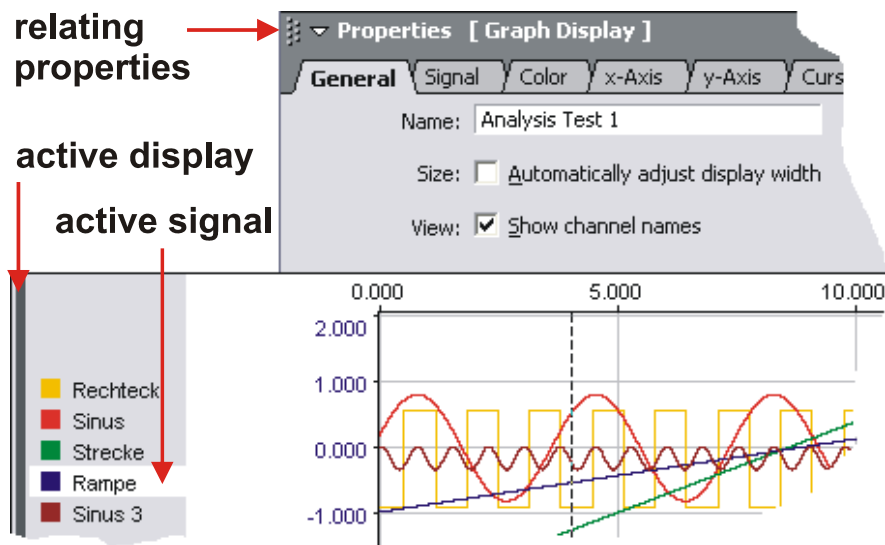 relating
properties
Properties [ Graph Display ]
General Signal Color x-Axis y-Axis Curs
Name: Analysis Test 1
Size: Automatically adjust display width
View: Show channel names
active display
active signal
0.000 5.000 10.000
2.000
1.000
0.000
-1.000
Rechteck
Sinus
Strecke
Rampe
Sinus 3